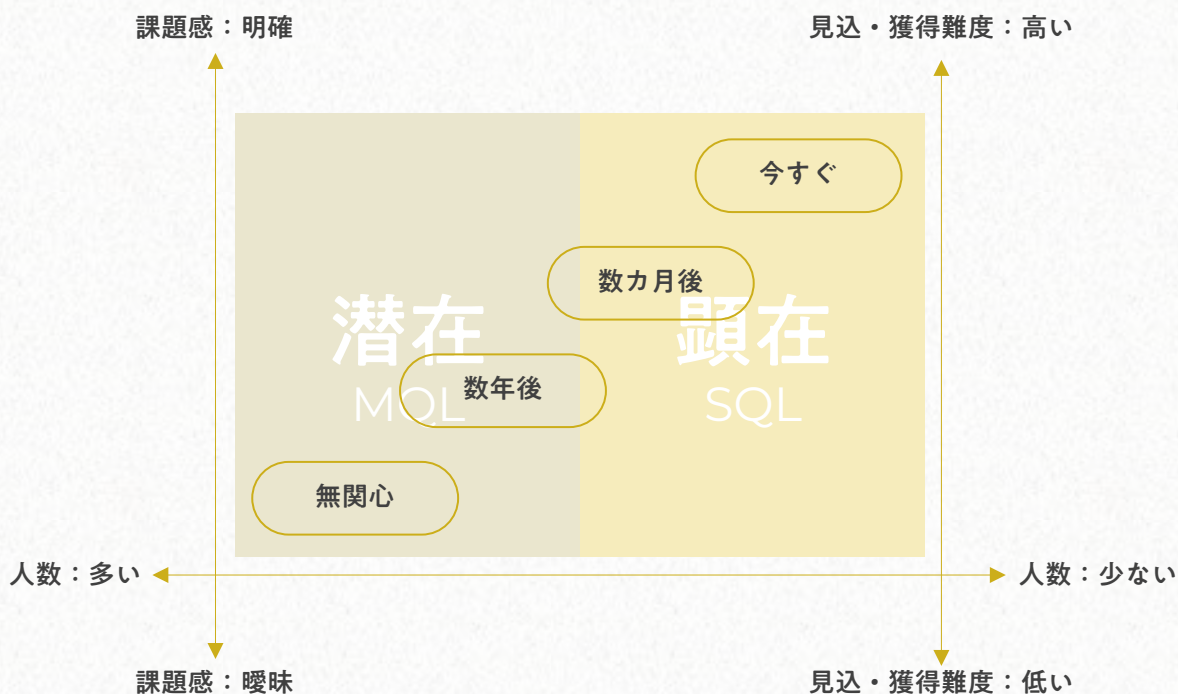 課題感：明確
見込・獲得難度：高い
今すぐ
数カ月後
潜在
顕在
数年後
MQL
SQL
無関心
人数：多い
人数：少ない
課題感：曖昧
見込・獲得難度：低い